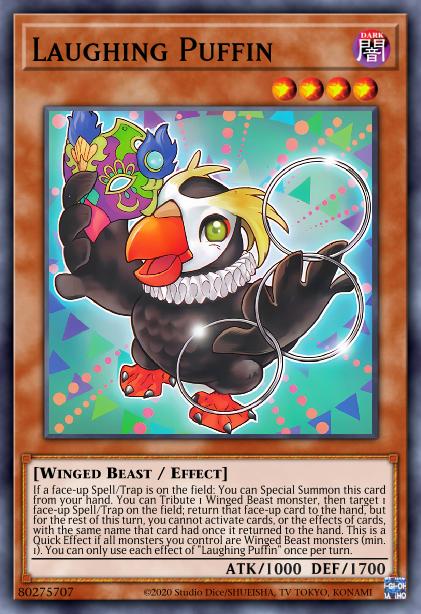 LAUGHING PUFFIN
DARK
闇
[WINGED BEAST / EFFECT]
If a face-up Spell/Trap is on the field: You can Special Summon this card
from your hand. You can Tribute 1 Winged Beast monster, then target 1
face-up Spell/Trap on the field; return that face-up card to the hand, but
for the rest of this turn, you cannot activate cards, or the effects of cards,
with the same name that card had once it returned to the hand. This is a
Quick Effect if all monsters you control are Winged Beast monsters (min.
1). You can only use each effect of "Laughing Puffin" once per turn.
ATK/1000 DEF/1700
80275707 ©2020 Studio Dice/SHUEISHA, TV TOKYO, KONAMI